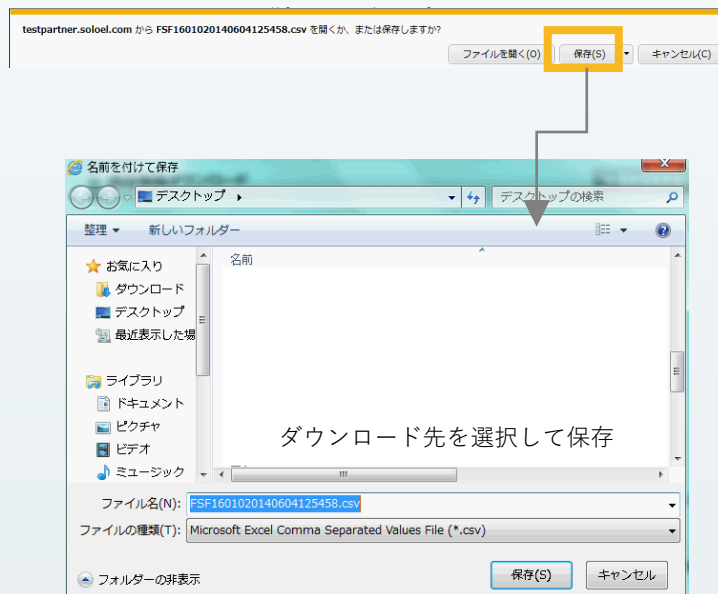 testpartner.soloel.com から FSF1601020140604125458.csv を開くか、または保存しますか?
ファイルを開く(O) 保存(S) キャンセル(C)
名前を付けて保存
デスクトップ デスクトップの検索
整理 新しいフォルダー
名前
お気に入り
ダウンロード
デスクトップ
最近表示した場
ライブラリ
ドキュメント
ピクチャ
ビデオ
ミュージック
ダウンロード先を選択して保存
ファイル名(N): FSF1601020140604125458.csv
ファイルの種類(T): Microsoft Excel Comma Separated Values File (*.csv)
フォルダーの非表示 保存(S) キャンセル